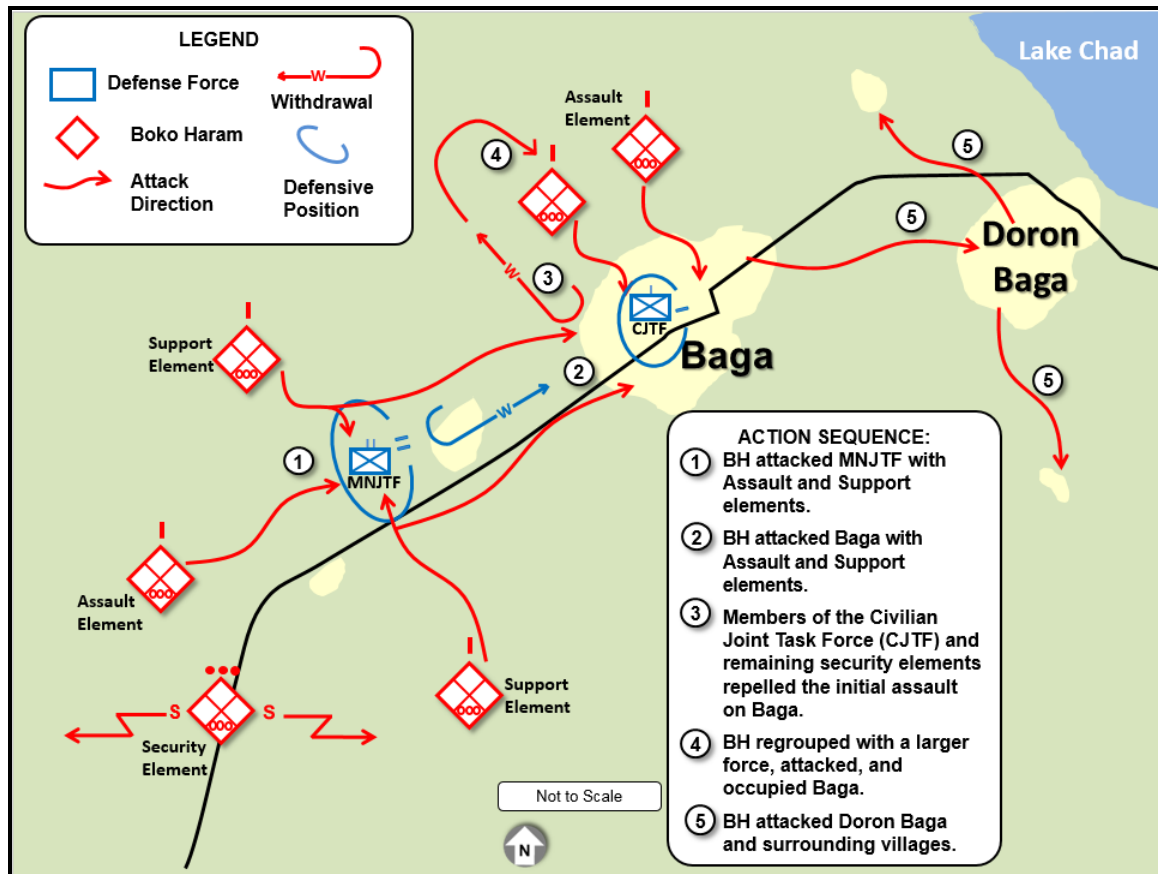 LEGEND
Defense Force
W
Withdrawal
Boko Haram
Attack
Direction
Defensive
Position
Lake Chad
Assault
Element
4
5
5
Doron
Baga
W
3
CJTF
Baga
Support
Element
2
W
5
1
MNJTF
Assault
Element
Support
Element
S
S
Security
Element
Not to Scale
N
ACTION SEQUENCE:
1 BH attacked MNJTF with
Assault and Support
elements.
2 BH attacked Baga with
Assault and Support
elements.
3 Members of the Civilian
Joint Task Force (CJTF) and
remaining security elements
repelled the initial assault
on Baga.
4 BH regrouped with a larger
force, attacked, and
occupied Baga.
5 BH attacked Doron Baga
and surrounding villages.